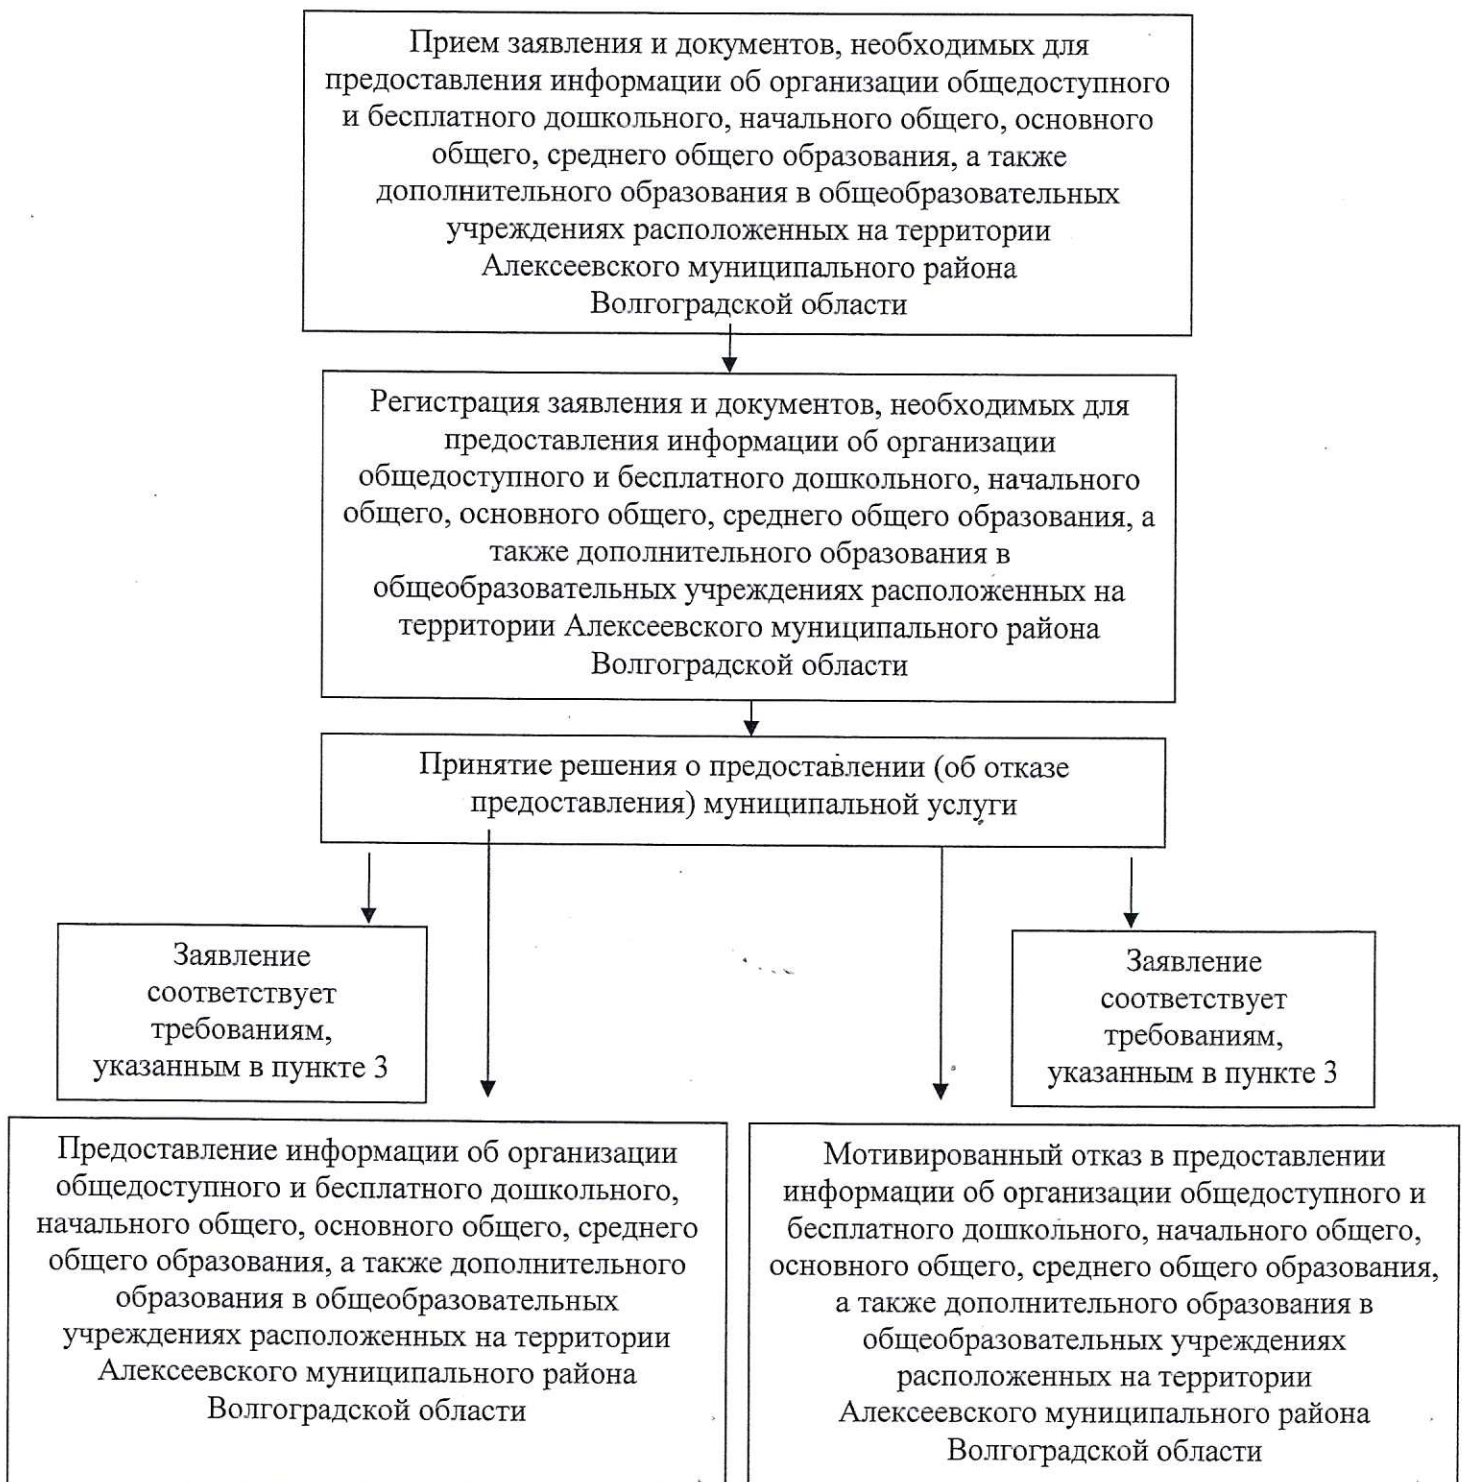 Прием заявления и документов, необходимых для
предоставления информации об организации общедоступного
и бесплатного дошкольного, начального общего, основного
общего, среднего общего образования, а также
дополнительного образования в общеобразовательных
учреждениях расположенных на территории
Алексеевского муниципального района
Волгоградской области
Регистрация заявления и документов, необходимых для
предоставления информации об организации
общедоступного и бесплатного дошкольного, начального
общего, основного общего, среднего общего образования, а
также дополнительного образования в
общеобразовательных учреждениях расположенных на
территории Алексеевского муниципального района
Волгоградской области
Принятие решения о предоставлении (об отказе
предоставления) муниципальной услуги
Заявление
соответствует
требованиям,
указанным в пункте 3
Заявление
соответствует
требованиям,
указанным в пункте 3
Предоставление информации об организации
общедоступного и бесплатного дошкольного,
начального общего, основного общего, среднего
общего образования, а также дополнительного
образования в общеобразовательных
учреждениях расположенных на территории
Алексеевского муниципального района
Волгоградской области
Мотивированный отказ в предоставлении
информации об организации общедоступного и
бесплатного дошкольного, начального общего,
основного общего, среднего общего образования,
а также дополнительного образования в
общеобразовательных учреждениях
расположенных на территории
Алексеевского муниципального района
Волгоградской области